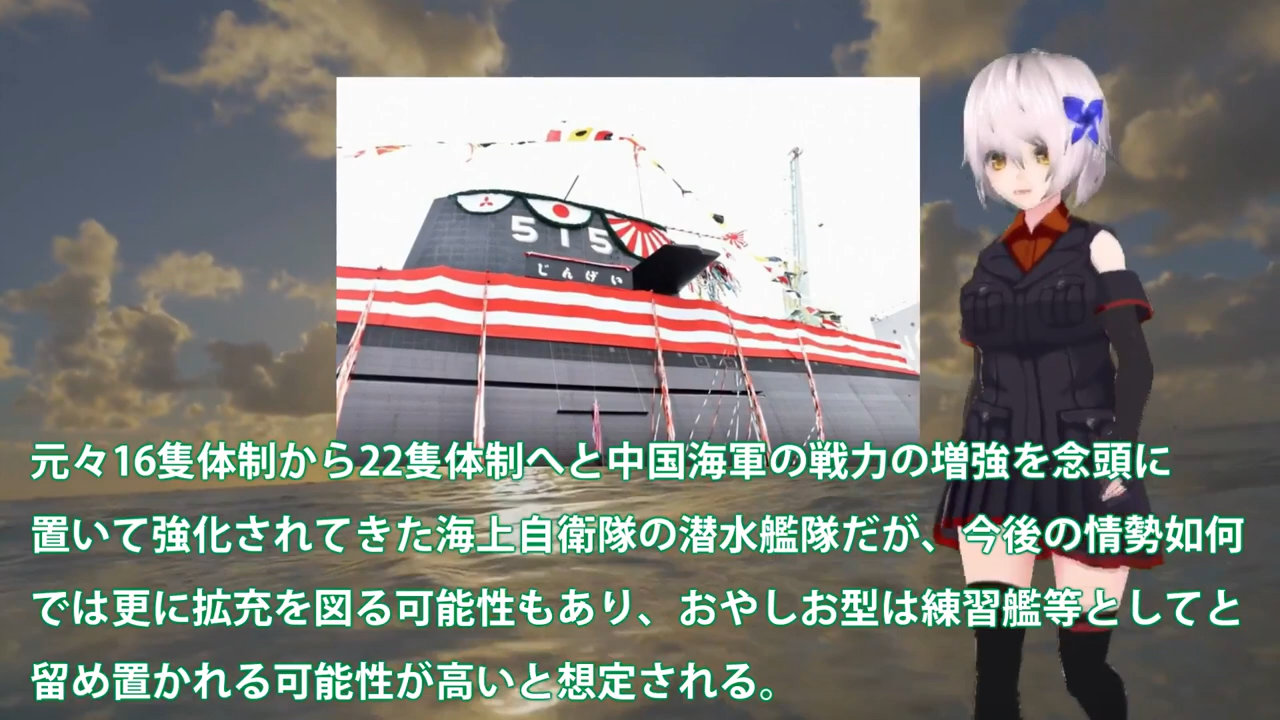 515
じんげい
元々16隻体制から22隻体制へと中国海軍の戦力の増強を念頭に
置いて強化されてきた海上自衛隊の潜水艦隊だが、今後の情勢如何
では更に拡充を図る可能性もあり、おやしお型は練習艦等としてと
留め置かれる可能性が高いと想定される。